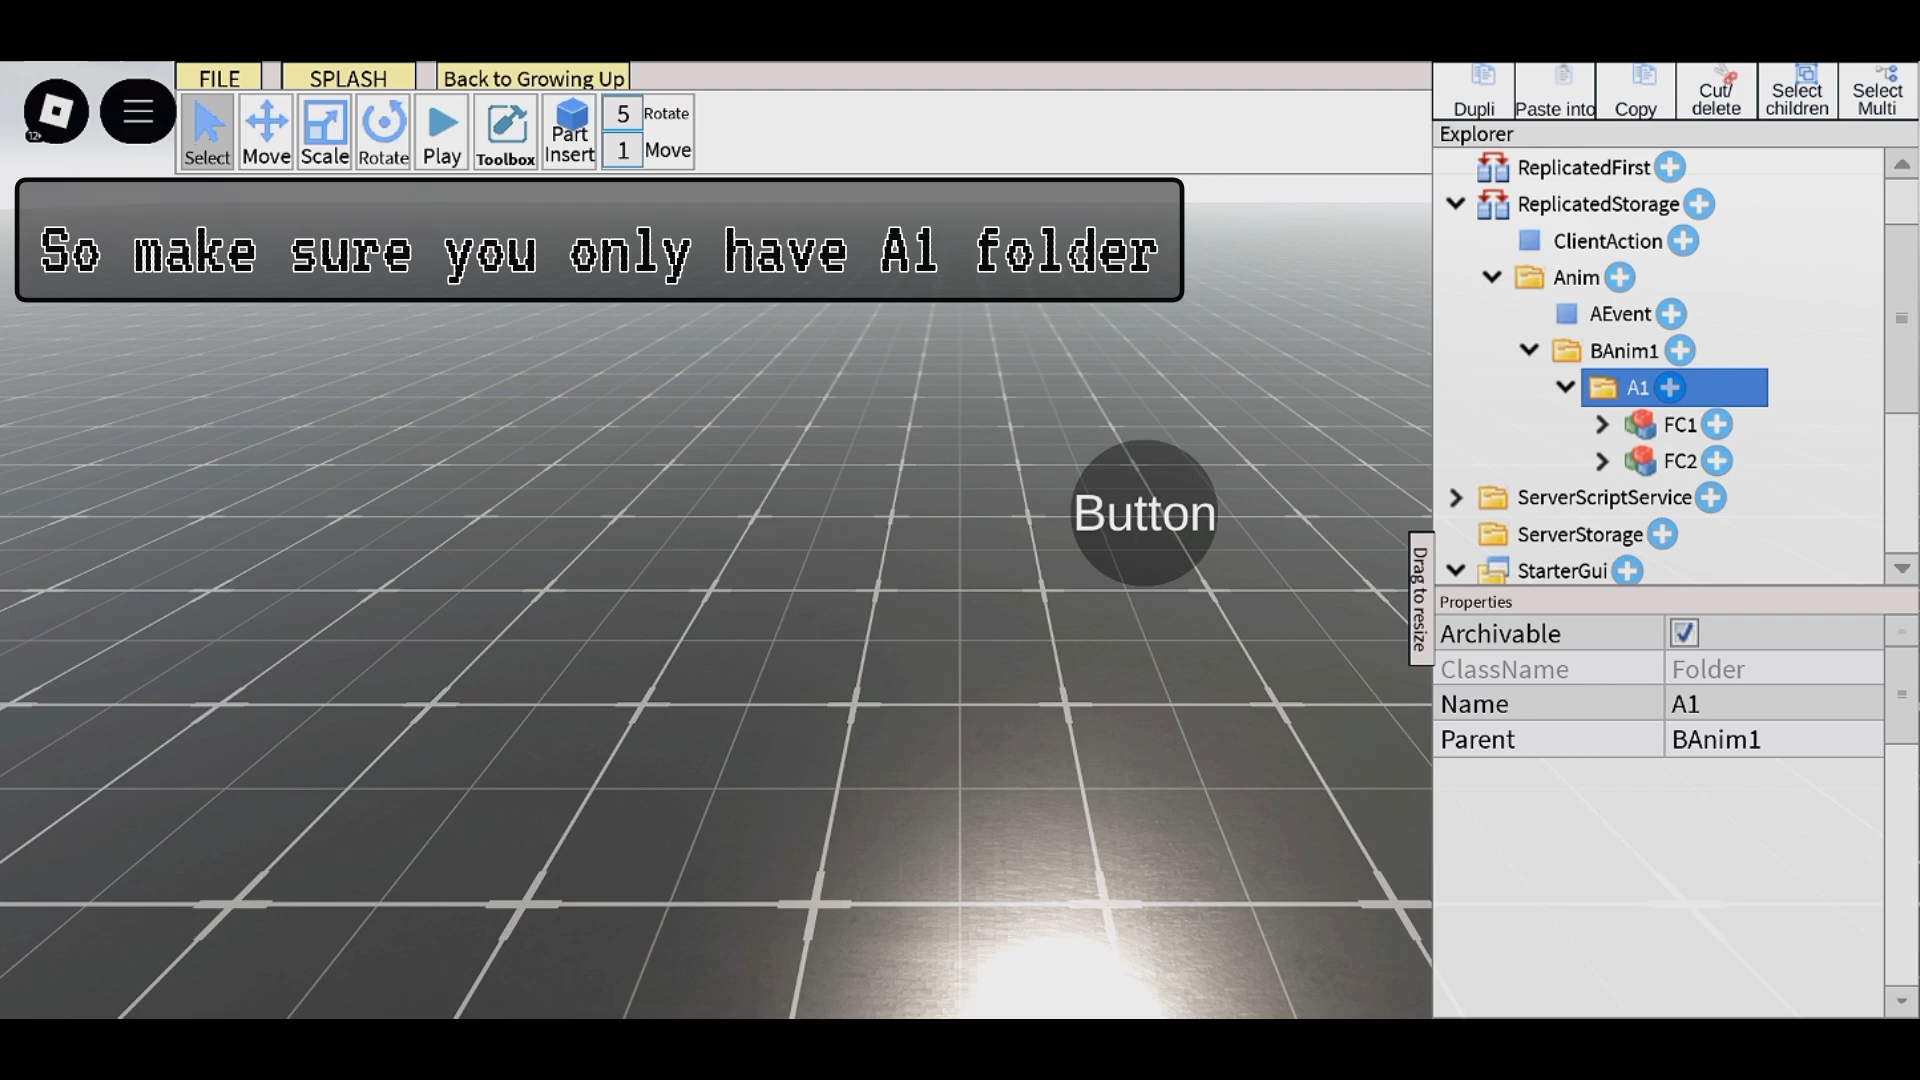 FILE
SPLASH
Back to Growing Up
12+
Select
Move
Scale
Rotate
Play
Toolbox
Part
Insert
5
Rotate
1
Move
So make sure you only have A1 folder
Button
Drag to resize
Dupli
Paste into
Copy
Cut/
delete
Select
children
Select
Multi
Explorer
ReplicatedFirst
ReplicatedStorage
ClientAction
Anim
AEvent
BAnim1
A1
FC1
FC2
ServerScriptService
ServerStorage
StarterGui
Properties
Archivable
ClassName Folder
Name A1
Parent BAnim1